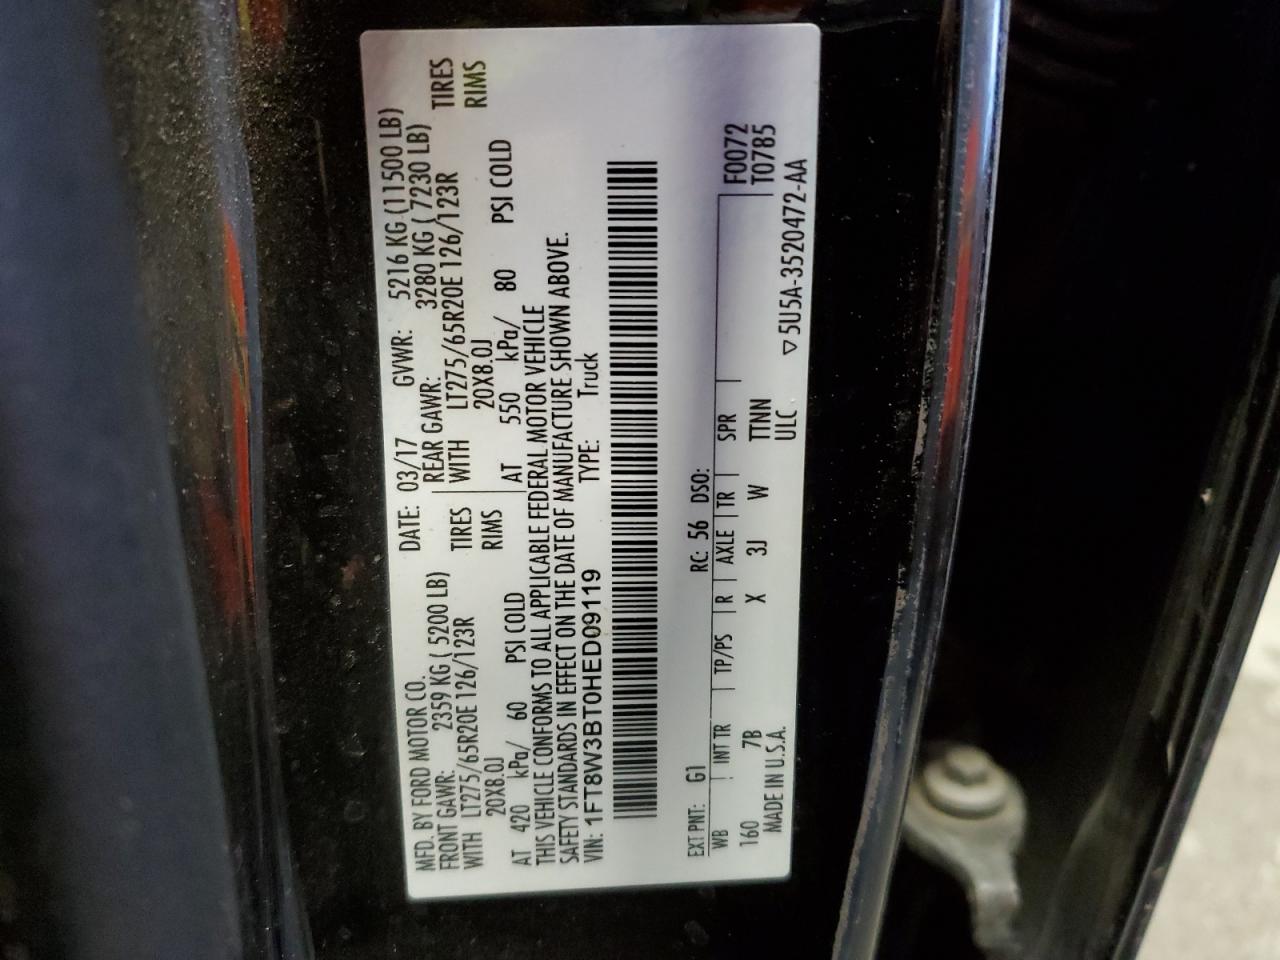 MFD. BY FORD MOTOR CO.
DATE: 03/17 GVWR: 5216 KG (11500 LB)
FRONT GAWR: 2359 KG ( 5200 LB) REAR GAWR: 3280 KG ( 7230 LB)
WITH LT275/65R20E 126/123R TIRES WITH LT275/65R20E 126/123R TIRES
20X8.0J RIMS 20X8.0J RIMS
AT 420 kPa/ 60 PSI COLD AT 550 kPa/ 80 PSI COLD
THIS VEHICLE CONFORMS TO ALL APPLICABLE FEDERAL MOTOR VEHICLE
SAFETY STANDARDS IN EFFECT ON THE DATE OF MANUFACTURE SHOWN ABOVE.
VIN: 1FT8W3BT0HED09119 TYPE: Truck
EXT PNT: G1 RC: 56 DSO:
WB INT TR TP/PS R AXLE TR SPR F0072
160 7B X 3J W TTNN T0785
MADE IN U.S.A. ULC
▽ 5U5A-3520472-AA